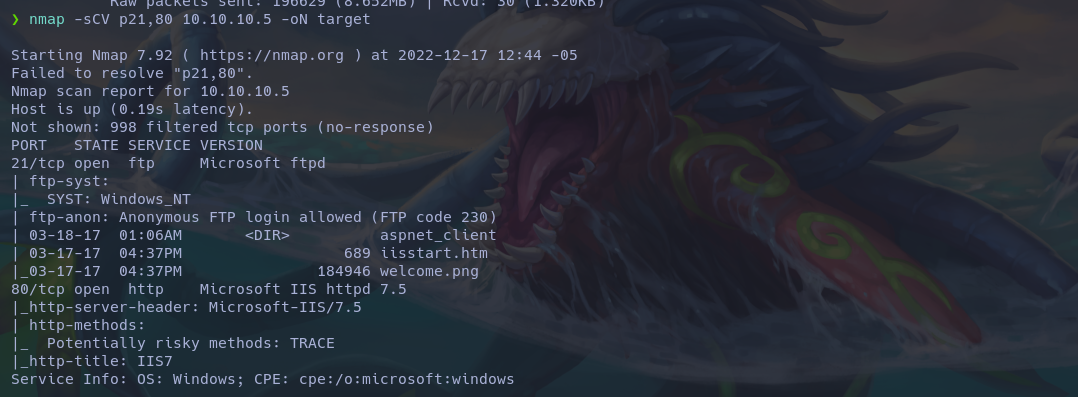 Raw packets sent: 196629 (8.652MB) | Rcvd: 30 (1.320KB)
❯ nmap -sCV p21,80 10.10.10.5 -oN target
Starting Nmap 7.92 ( https://nmap.org ) at 2022-12-17 12:44 -05
Failed to resolve "p21,80".
Nmap scan report for 10.10.10.5
Host is up (0.19s latency).
Not shown: 998 filtered tcp ports (no-response)
PORT   STATE SERVICE VERSION
21/tcp open  ftp     Microsoft ftpd
| ftp-syst:
|_  SYST: Windows_NT
| ftp-anon: Anonymous FTP login allowed (FTP code 230)
| 03-18-17  01:06AM       <DIR>          aspnet_client
| 03-17-17  04:37PM                  689 iisstart.htm
|_03-17-17  04:37PM               184946 welcome.png
80/tcp open  http    Microsoft IIS httpd 7.5
|_http-server-header: Microsoft-IIS/7.5
| http-methods:
|_  Potentially risky methods: TRACE
|_http-title: IIS7
Service Info: OS: Windows; CPE: cpe:/o:microsoft:windows